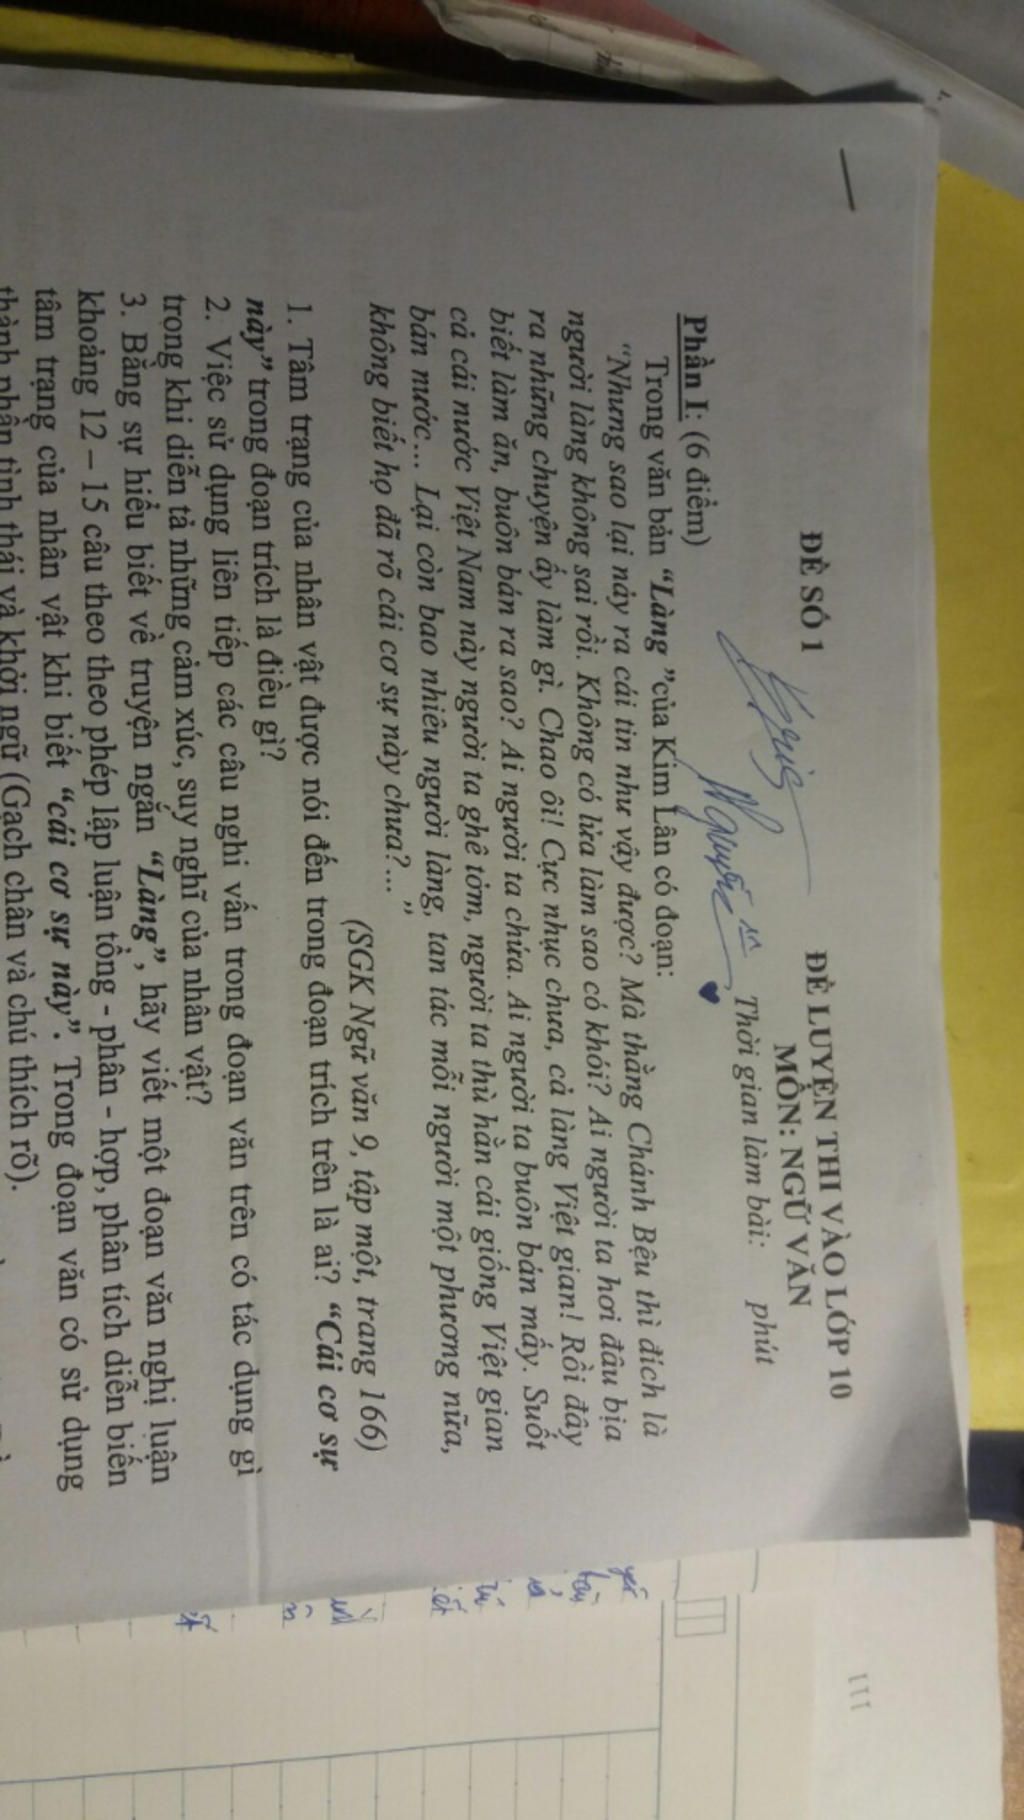 ĐỀ SỐ 1
ĐỀ LUYỆN THI VÀO LỚP 10
MÔN: NGỮ VĂN
Thời gian làm bài: phút
Nguyễn
Phần I: (6 điểm)
Trong văn bản “Làng ”của Kim Lân có đoạn:
“Nhưng sao lại nảy ra cái tin như vậy được? Mà thằng Chánh Bệu thì đích là
người làng không sai rồi. Không có lửa làm sao có khói? Ai người ta hơi đâu bịa
ra những chuyện ấy làm gì. Chao ôi! Cực nhục chưa, cả làng Việt gian! Rồi đây
biết làm ăn, buôn bán ra sao? Ai người ta chứa. Ai người ta buôn bán mấy. Suốt
cả cái nước Việt Nam này người ta ghê tởm, người ta thù hằn cái giống Việt gian
bán nước... Lại còn bao nhiêu người làng, tan tác mỗi người một phương nữa,
không biết họ đã rõ cái cơ sự này chưa?...”
(SGK Ngữ văn 9, tập một, trang 166)
1. Tâm trạng của nhân vật được nói đến trong đoạn trích trên là ai? “Cái cơ sự
này” trong đoạn trích là điều gì?
2. Việc sử dụng liên tiếp các câu nghi vấn trong đoạn văn trên có tác dụng gì
trong khi diễn tả những cảm xúc, suy nghĩ của nhân vật?
3. Bằng sự hiểu biết về truyện ngắn “Làng”, hãy viết một đoạn văn nghị luận
khoảng 12 – 15 câu theo theo phép lập luận tổng - phân - hợp, phân tích diễn biến
tâm trạng của nhân vật khi biết “cái cơ sự này”. Trong đoạn văn có sử dụng
thành phần tình thái và khởi ngữ (Gạch chân và chú thích rõ).